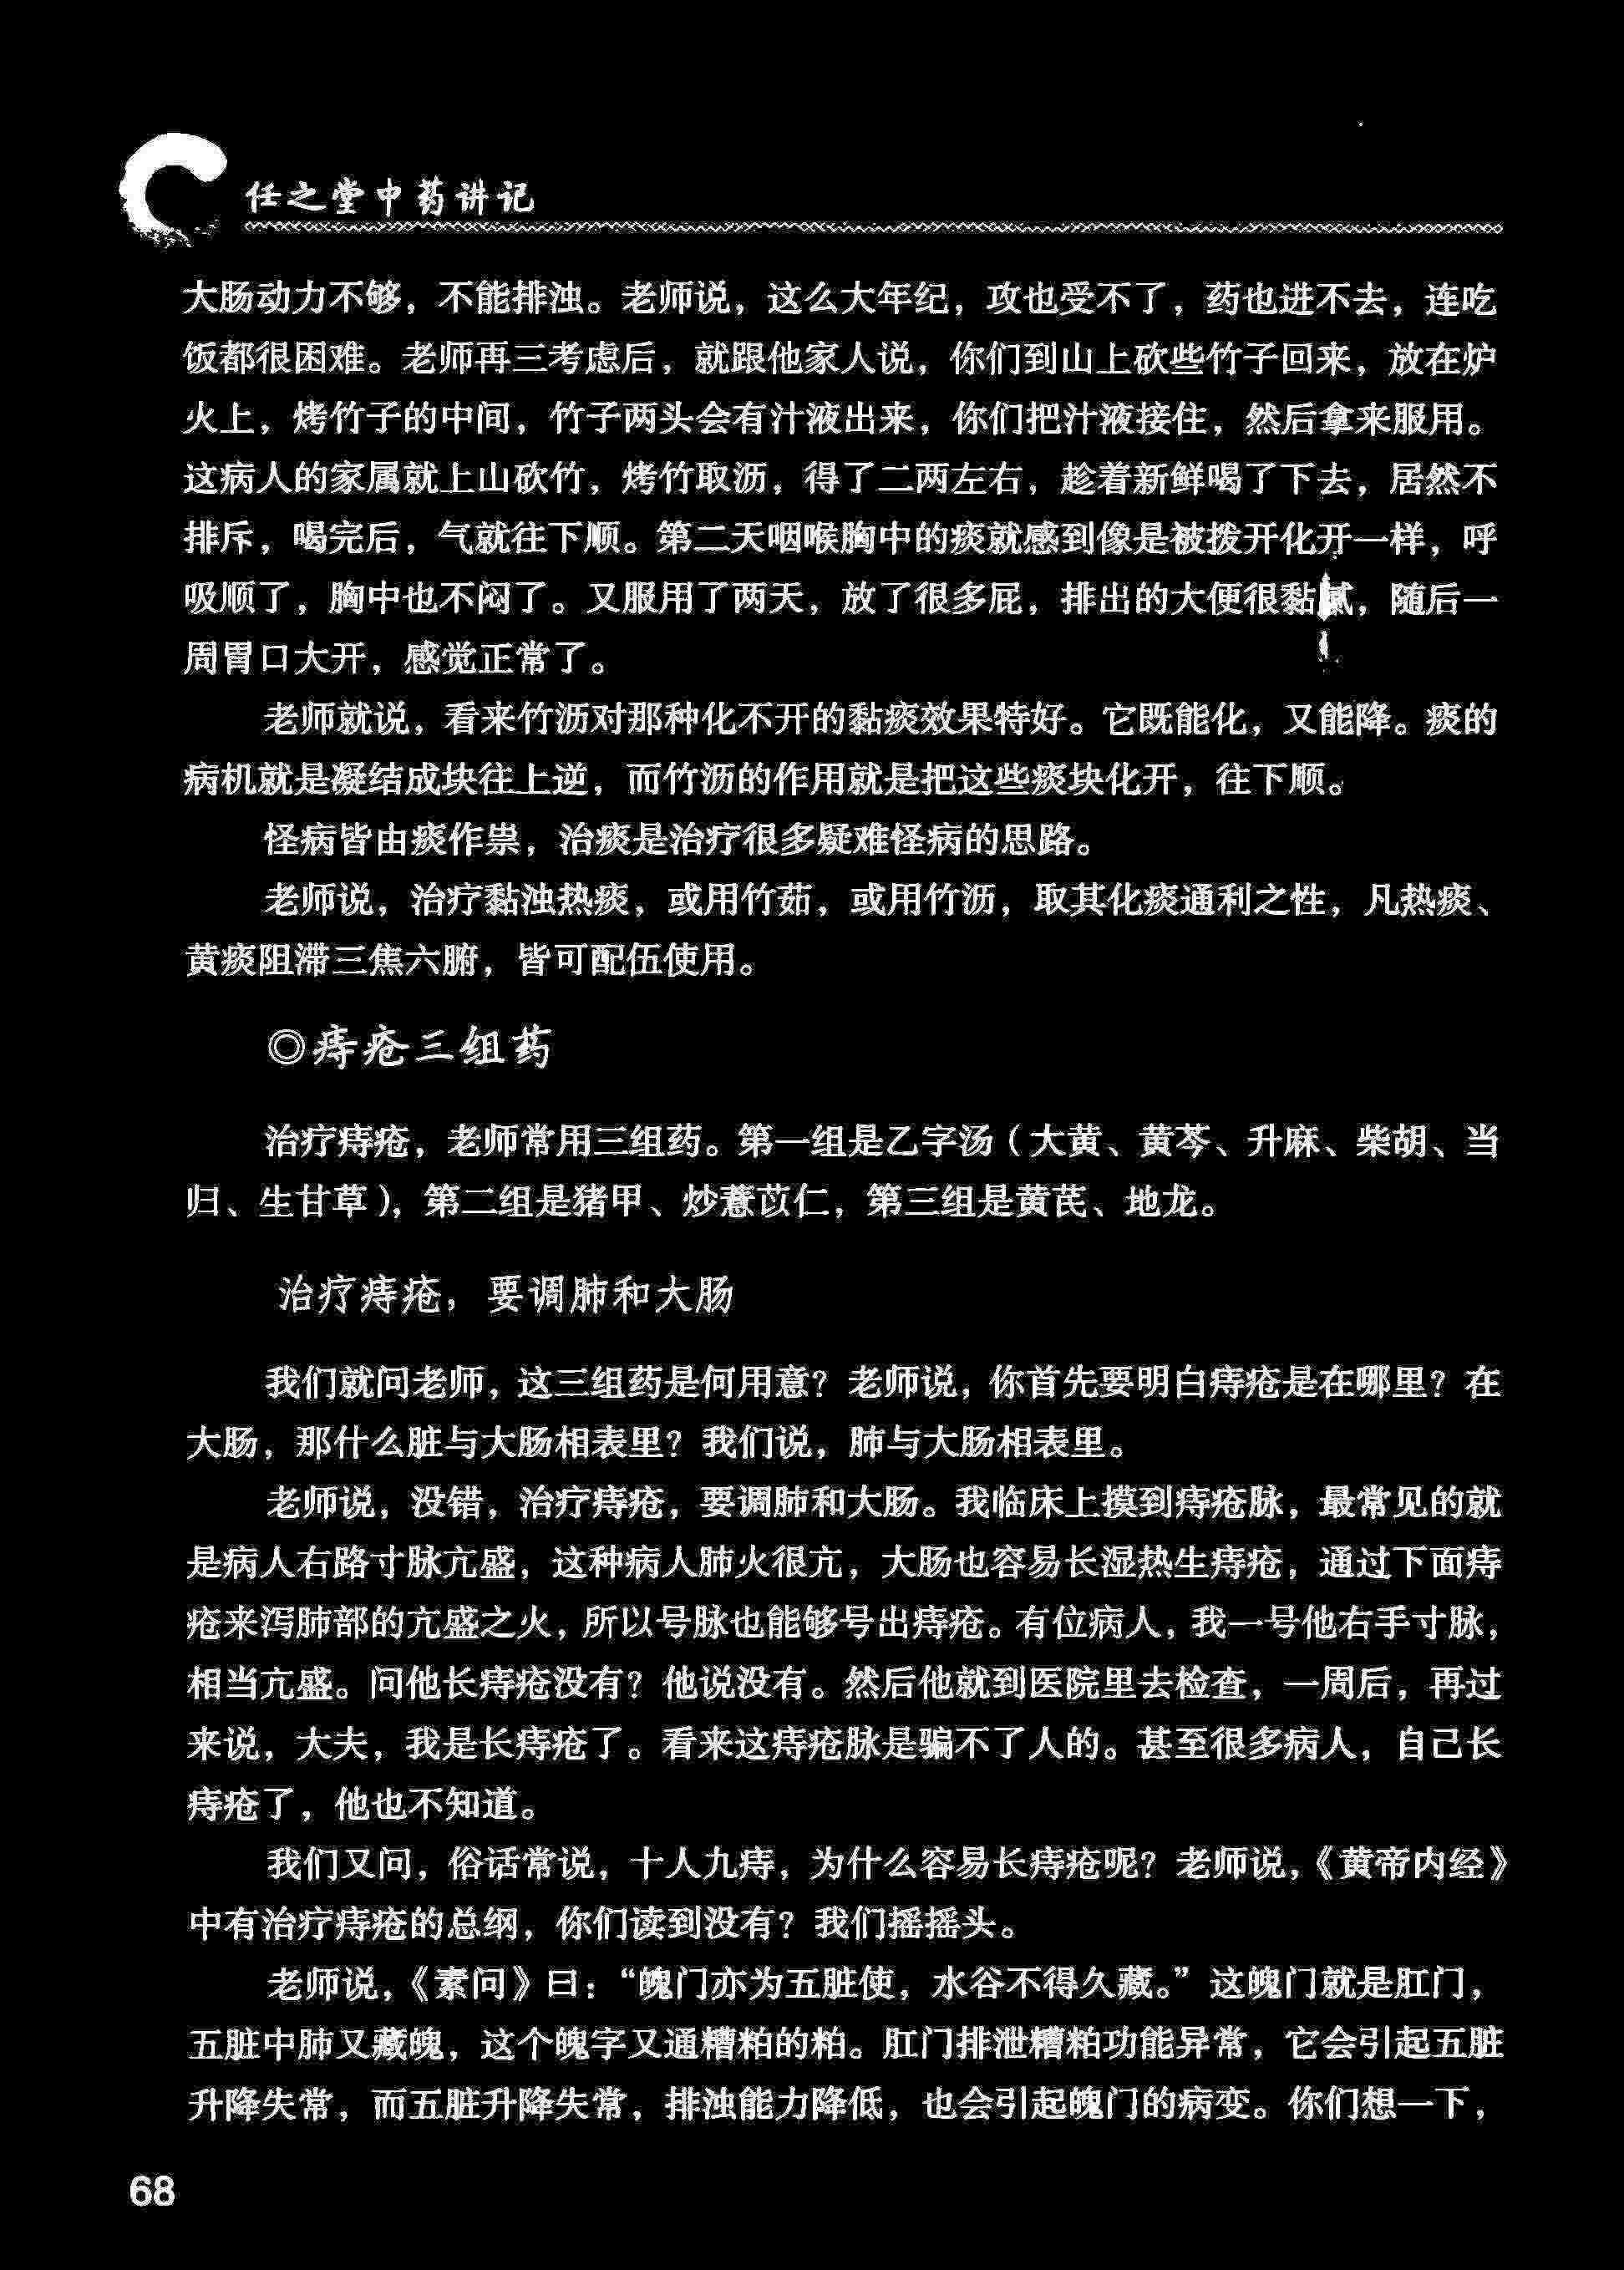 任之堂中药讲记
大肠动力不够，不能排浊。老师说，这么大年纪，攻也受不了，药也进不去，连吃
饭都很困难。老师再三考虑后，就跟他家人说，你们到山上砍些竹子回来，放在炉
火上，烤竹子的中间，竹子两头会有汁液出来，你们把汁液接住，然后拿来服用。
这病人的家属就上山砍竹，烤竹取沥，得了二两左右，趁着新鲜喝了下去，居然不
排斥，喝完后，气就往下顺。第二天咽喉胸中的痰就感到像是被拨开化开一样，呼
吸顺了，胸中也不闷了。又服用了两天，放了很多屁，排出的大便很黏腻，随后一
周胃口大开，感觉正常了。
老师就说，看来竹沥对那种化不开的黏痰效果特好。它既能化，又能降。痰的
病机就是凝结成块往上逆，而竹沥的作用就是把这些痰块化开，往下顺。
怪病皆由痰作祟，治痰是治疗很多疑难怪病的思路。
老师说，治疗黏浊热痰，或用竹茹，或用竹沥，取其化痰通利之性，凡热痰、
黄痰阻滞三焦六腑，皆可配伍使用。
◎痔疮三组药
治疗痔疮，老师常用三组药。第一组是乙字汤（大黄、黄芩、升麻、柴胡、当
归、生甘草），第二组是猪甲、炒薏苡仁，第三组是黄芪、地龙。
治疗痔疮，要调肺和大肠
我们就问老师，这三组药是何用意？老师说，你首先要明白痔疮是在哪里？在
大肠，那什么脏与大肠相表里？我们说，肺与大肠相表里。
老师说，没错，治疗痔疮，要调肺和大肠。我临床上摸到痔疮脉，最常见的就
是病人右路寸脉亢盛，这种病人肺火很亢，大肠也容易长湿热生痔疮，通过下面痔
疮来泻肺部的亢盛之火，所以号脉也能够号出痔疮。有位病人，我一号他右手寸脉，
相当亢盛。问他长痔疮没有？他说没有。然后他就到医院里去检查，一周后，再过
来说，大夫，我是长痔疮了。看来这痔疮脉是骗不了人的。甚至很多病人，自己长
痔疮了，他也不知道。
我们又问，俗话常说，十人九痔，为什么容易长痔疮呢？老师说，《黄帝内经》
中有治疗痔疮的总纲，你们读到没有？我们摇摇头。
老师说，《素问》曰：“魄门亦为五脏使，水谷不得久藏。”这魄门就是肛门，
五脏中肺又藏魄，这个魄字又通糟粕的粕。肛门排泄糟粕功能异常，它会引起五脏
升降失常，而五脏升降失常，排浊能力降低，也会引起魄门的病变。你们想一下，
68